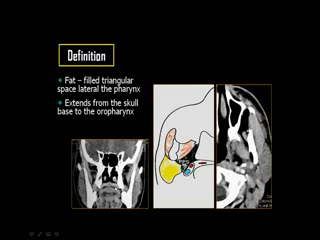 Definition
Fat – filled triangular
space lateral the pharynx
Extends from the skull
base to the oropharynx